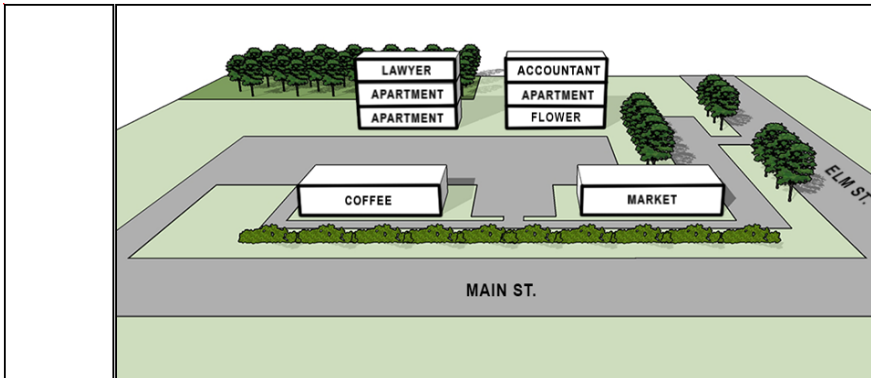 LAWYER
ACCOUNTANT
APARTMENT
APARTMENT
APARTMENT
FLOWER
COFFEE
MARKET
ELM ST.
MAIN ST.